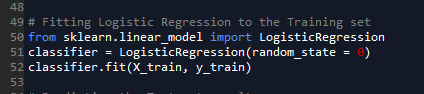 48
49 # Fitting Logistic Regression to the Training set
50 from sklearn.linear_model import LogisticRegression
51 classifier = LogisticRegression(random_state = 0)
52 classifier.fit(X_train, y_train)
53